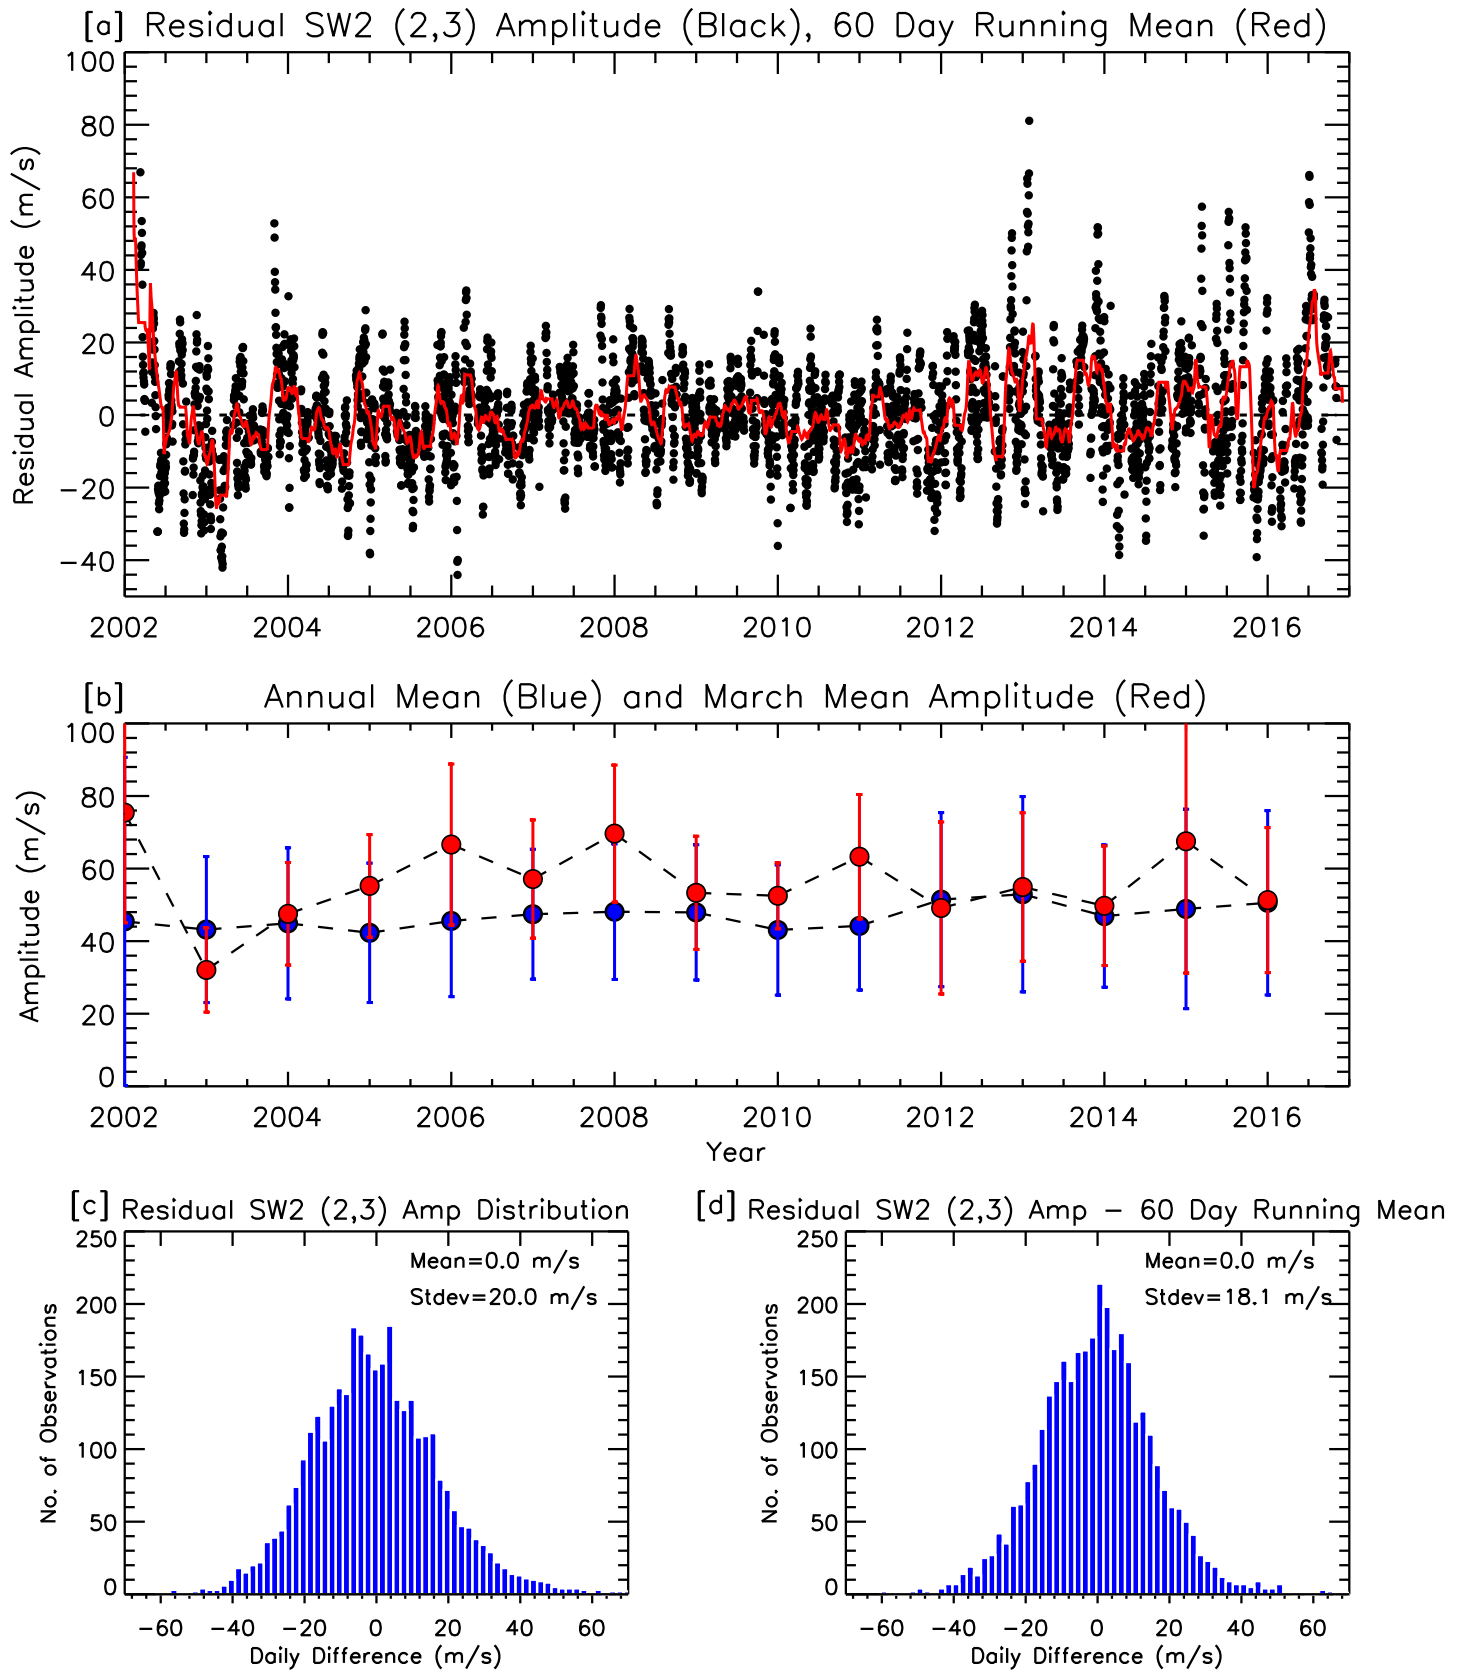 [a] Residual SW2 (2,3) Amplitude (Black), 60 Day Running Mean (Red)
100
80
60
40
20
0
−20
−40
Residual Amplitude (m/s)
2002 2004 2006 2008 2010 2012 2014 2016
[b] Annual Mean (Blue) and March Mean Amplitude (Red)
100
80
60
40
20
0
Amplitude (m/s)
2002 2004 2006 2008 2010 2012 2014 2016
Year
[c] Residual SW2 (2,3) Amp Distribution
250
200
150
100
50
0
No. of Observations
Mean=0.0 m/s
Stdev=20.0 m/s
−60 −40 −20 0 20 40 60
Daily Difference (m/s)
[d] Residual SW2 (2,3) Amp − 60 Day Running Mean
250
200
150
100
50
0
No. of Observations
Mean=0.0 m/s
Stdev=18.1 m/s
−60 −40 −20 0 20 40 60
Daily Difference (m/s)